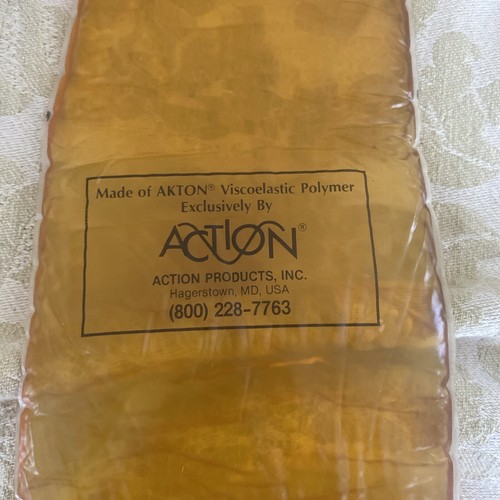 Made of AKTON® Viscoelastic Polymer
Exclusively By
ACTION®
ACTION PRODUCTS, INC.
Hagerstown, MD, USA
(800) 228-7763